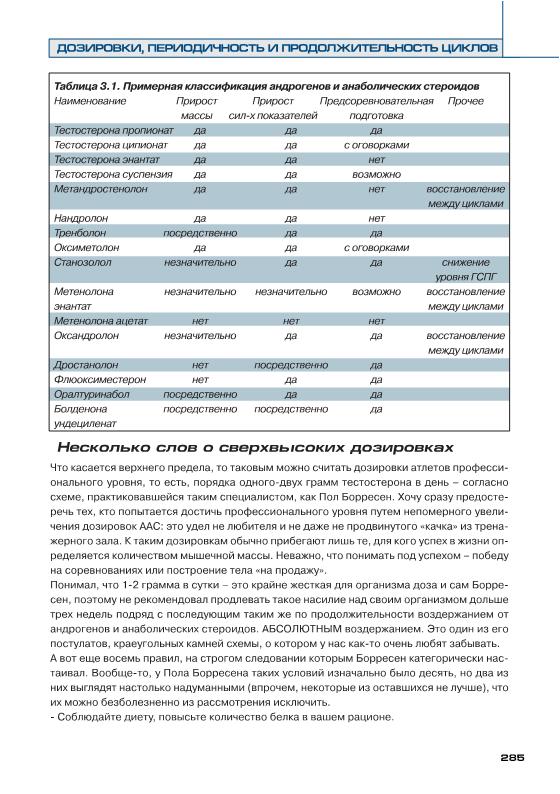 ДОЗИРОВКИ, ПЕРИОДИЧНОСТЬ И ПРОДОЛЖИТЕЛЬНОСТЬ ЦИКЛОВ
Таблица 3.1. Примерная классификация андрогенов и анаболических стероидов
Наименование Прирост Прирост Предсоревновательная Прочее
массы сил-х показателей подготовка
Тестостерона пропионат да да да
Тестостерона ципионат да да с оговорками
Тестостерона энантат да да нет
Тестостерона суспензия да да возможно
Метандростенолон да да нет восстановление
между циклами
Нандролон да да нет
Тренболон посредственно да да
Оксиметолон да да с оговорками
Станозолол незначительно да да снижение
уровня ГСПГ
Метенолона незначительно незначительно возможно восстановление
энантат между циклами
Метенолона ацетат нет нет нет
Оксандролон незначительно да да восстановление
между циклами
Дростанолон нет посредственно да
Флюоксиместерон нет да да
Оралтуринабол посредственно да да
Болденона посредственно посредственно да
ундециленат
Несколько слов о сверхвысоких дозировках
Что касается верхнего предела, то таковым можно считать дозировки атлетов професси-
онального уровня, то есть, порядка одного-двух грамм тестостерона в день – согласно
схеме, практиковавшейся таким специалистом, как Пол Борресен. Хочу сразу предосте-
речь тех, кто попытается достичь профессионального уровня путем непомерного увели-
чения дозировок ААС: это удел не любителя и не даже не продвинутого «качка» из трена-
жерного зала. К таким дозировкам обычно прибегают лишь те, для кого успех в жизни оп-
ределяется количеством мышечной массы. Неважно, что понимать под успехом – победу
на соревнованиях или построение тела «на продажу».
Понимал, что 1-2 грамма в сутки – это крайне жесткая для организма доза и сам Борре-
сен, поэтому не рекомендовал продлевать такое насилие над своим организмом дольше
трех недель подряд с последующим таким же по продолжительности воздержанием от
андрогенов и анаболических стероидов. АБСОЛЮТНЫМ воздержанием. Это один из его
постулатов, краеугольных камней схемы, о котором у нас как-то очень любят забывать.
А вот еще восемь правил, на строгом следовании которым Борресен категорически нас-
таивал. Вообще-то, у Пола Борресена таких условий изначально было десять, но два из
них выглядят настолько надуманными (впрочем, некоторые из оставшихся не лучше), что
их можно безболезненно из рассмотрения исключить.
- Соблюдайте диету, повысьте количество белка в вашем рационе.
285